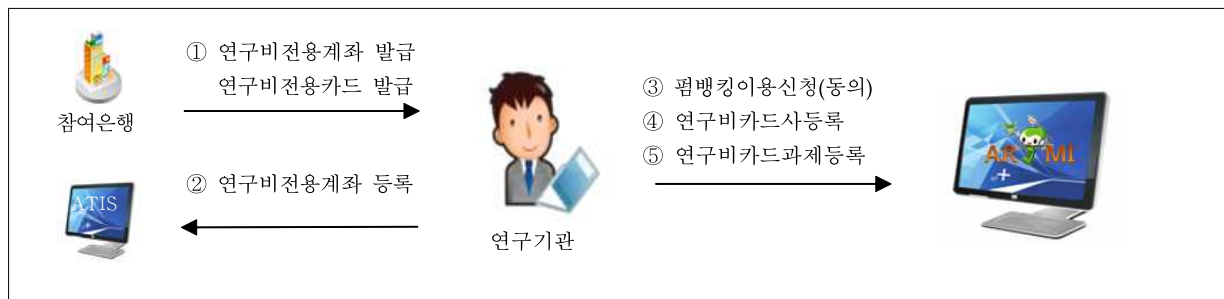 ① 연구비전용계좌 발급
연구비전용카드 발급
참여은행
② 연구비전용계좌 등록
ATIS
연구기관
③ 펌뱅킹이용신청(동의)
④ 연구비카드사등록
⑤ 연구비카드과제등록